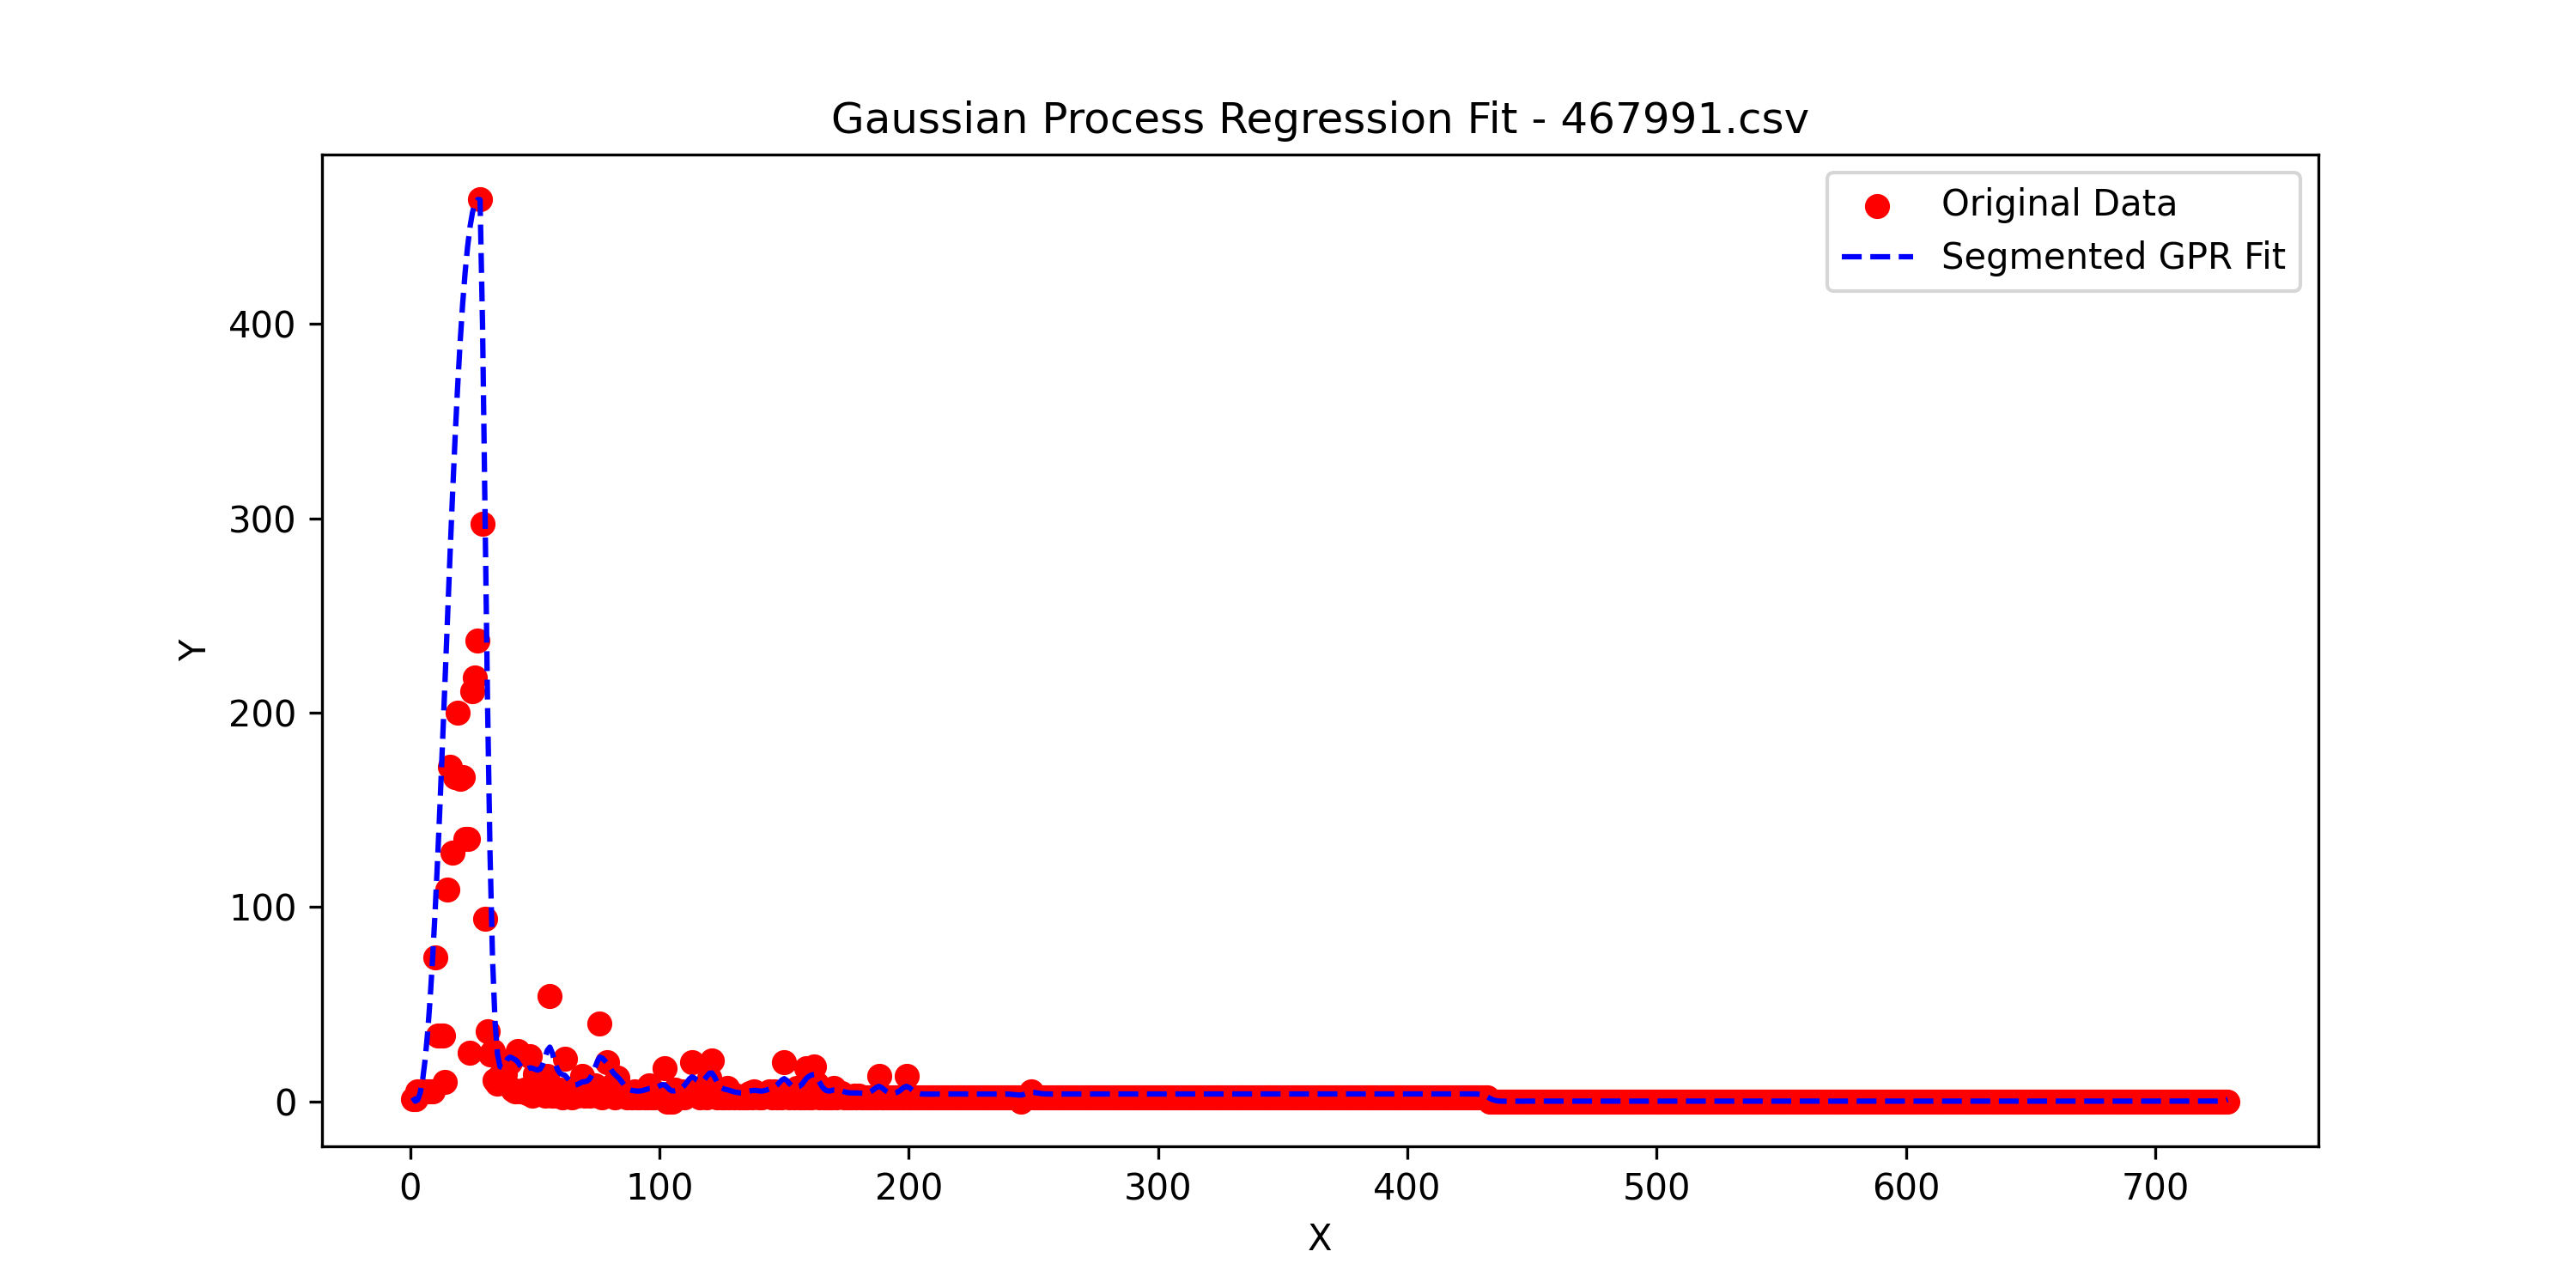 Gaussian Process Regression Fit - 467991.csv
Original Data
Segmented GPR Fit
400
300
200
100
0
Y
0 100 200 300 400 500 600 700
X